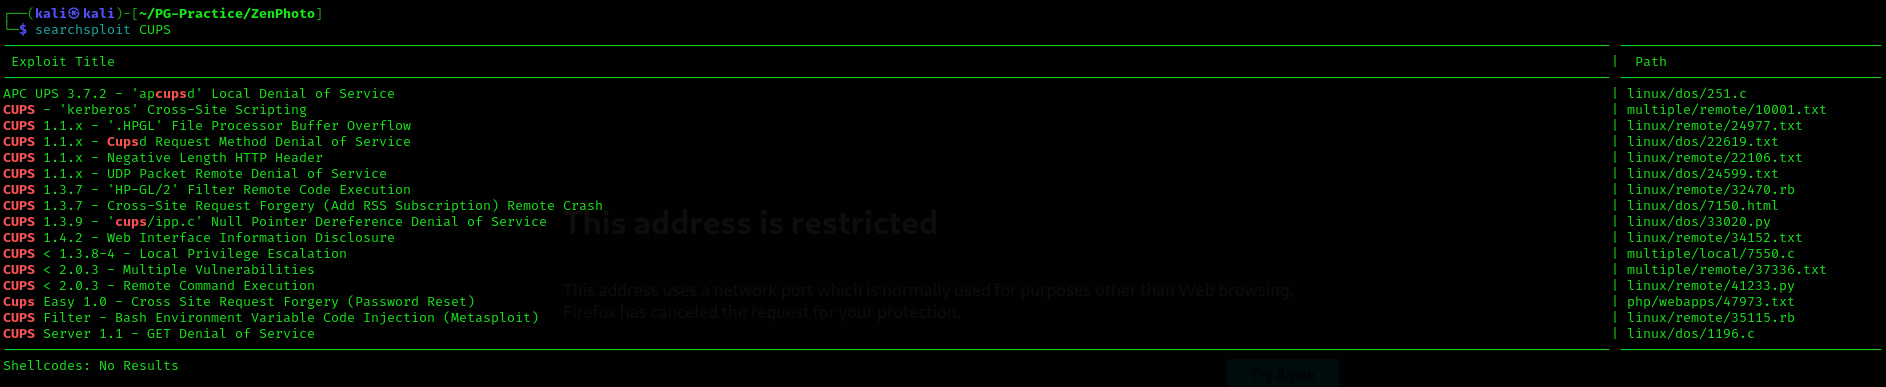 ┌──(kali㉿kali)-[~/PG-Practice/ZenPhoto]
└─$ searchsploit CUPS
Exploit Title | Path
APC UPS 3.7.2 - 'apcupsd' Local Denial of Service | linux/dos/251.c
CUPS - 'kerberos' Cross-Site Scripting | multiple/remote/10001.txt
CUPS 1.1.x - '.HPGL' File Processor Buffer Overflow | linux/remote/24977.txt
CUPS 1.1.x - Cupsd Request Method Denial of Service | linux/dos/22619.txt
CUPS 1.1.x - Negative Length HTTP Header | linux/remote/22106.txt
CUPS 1.1.x - UDP Packet Remote Denial of Service | linux/dos/24599.txt
CUPS 1.3.7 - 'HP-GL/2' Filter Remote Code Execution | linux/remote/32470.rb
CUPS 1.3.7 - Cross-Site Request Forgery (Add RSS Subscription) Remote Crash | linux/dos/7150.html
CUPS 1.3.9 - 'cups/ipp.c' Null Pointer Dereference Denial of Service | linux/dos/33020.py
CUPS 1.4.2 - Web Interface Information Disclosure | linux/remote/34152.txt
CUPS < 1.3.8-4 - Local Privilege Escalation | multiple/local/7550.c
CUPS < 2.0.3 - Multiple Vulnerabilities | multiple/remote/37336.txt
CUPS < 2.0.3 - Remote Command Execution | linux/remote/41233.py
Cups Easy 1.0 - Cross Site Request Forgery (Password Reset) | php/webapps/47973.txt
CUPS Filter - Bash Environment Variable Code Injection (Metasploit) | linux/remote/35115.rb
CUPS Server 1.1 - GET Denial of Service | linux/dos/1196.c
Shellcodes: No Results
This address is restricted
This address uses a network port which is normally used for purposes other than Web browsing.
Firefox has canceled the request for your protection.
Try Again